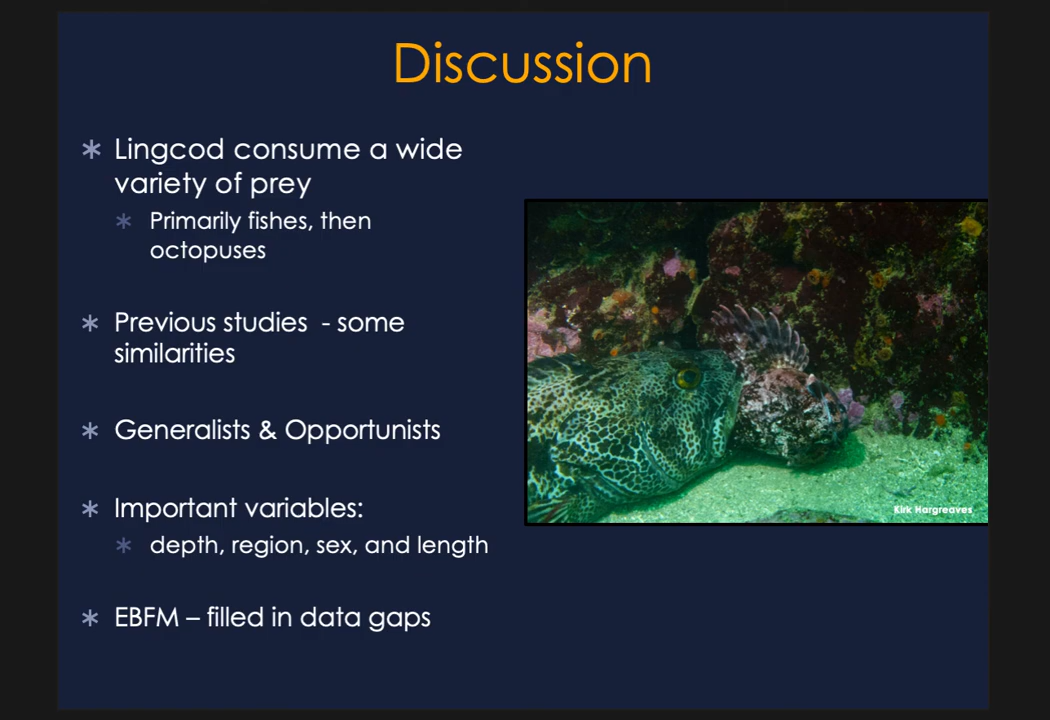 Discussion
* Lingcod consume a wide
variety of prey
* Primarily fishes, then
octopuses
* Previous studies  - some
similarities
* Generalists & Opportunists
* Important variables:
* depth, region, sex, and length
* EBFM – filled in data gaps
Kirk Hargreaves